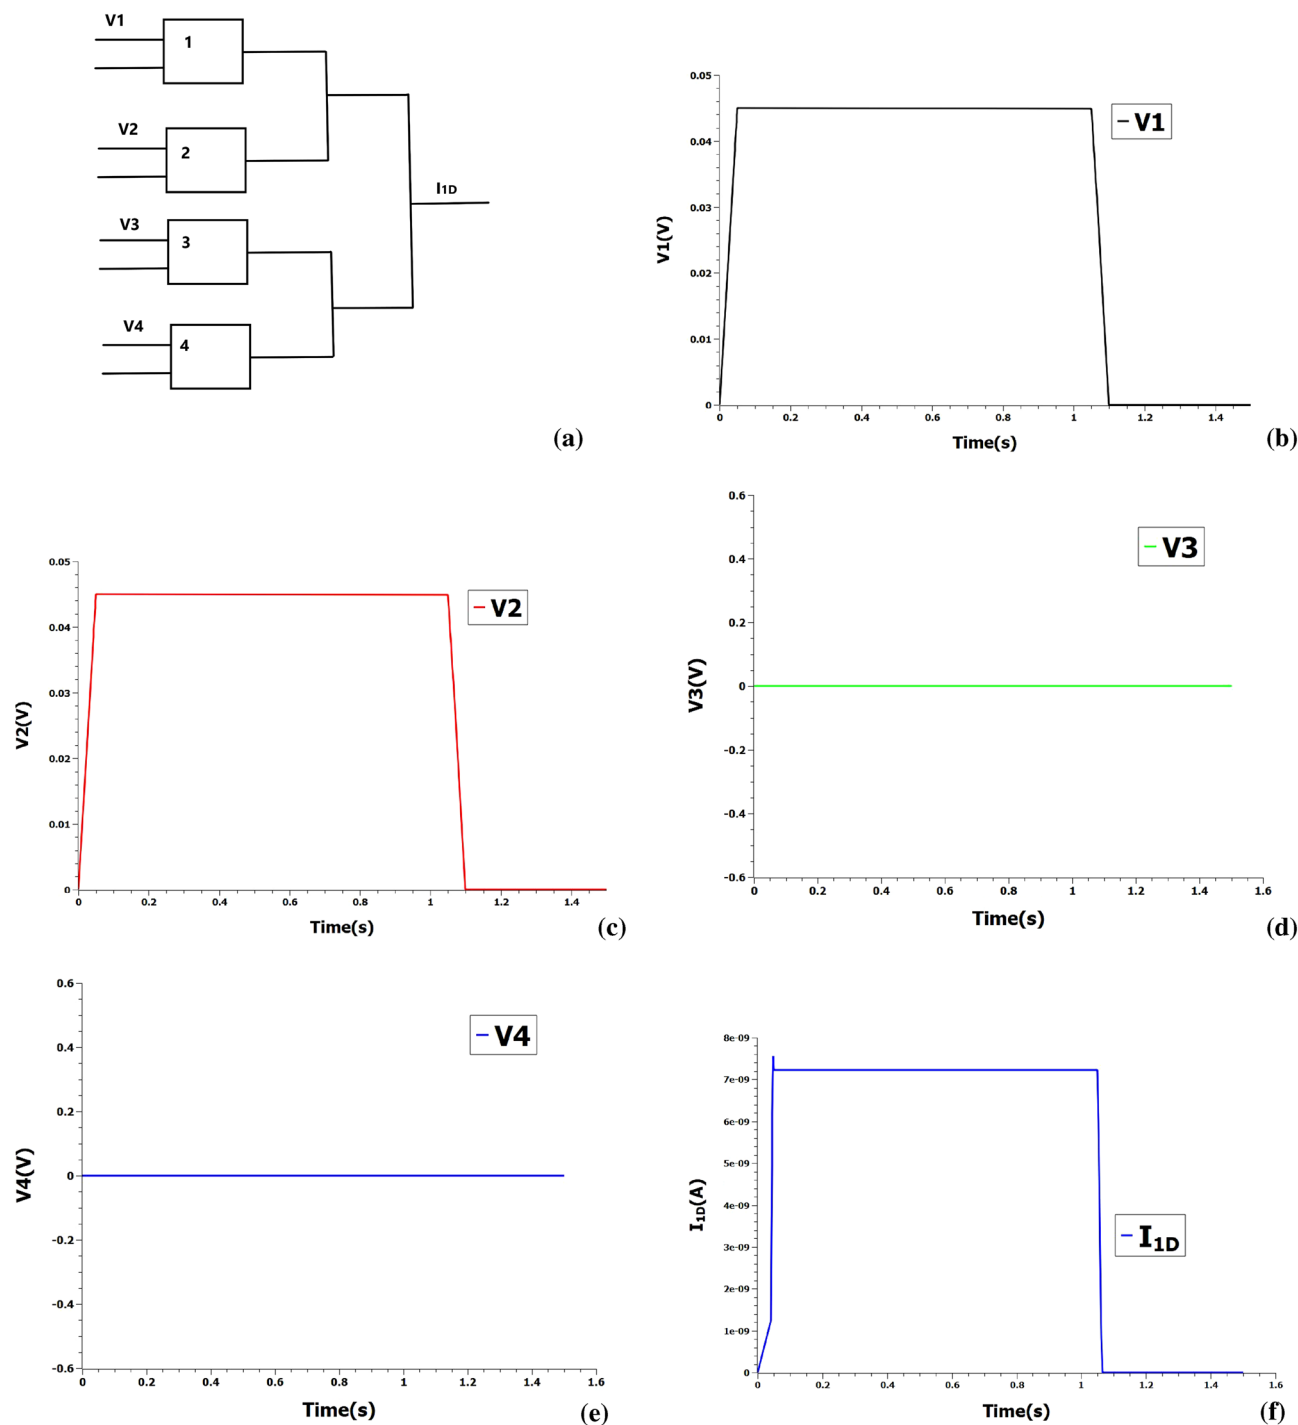 V1
1
V2
2
I1D
V3
3
V4
4
(a)
0.05
0.04
0.03
0.02
0.01
0
V1(V)
V1
0 0.2 0.4 0.6 0.8 1 1.2 1.4
Time(s)
(b)
0.05
0.04
0.03
0.02
0.01
0
V2(V)
V2
0 0.2 0.4 0.6 0.8 1 1.2 1.4
Time(s)
(c)
0.6
0.4
0.2
0
-0.2
-0.4
-0.6
V3(V)
V3
0 0.2 0.4 0.6 0.8 1 1.2 1.4 1.6
Time(s)
(d)
0.6
0.4
0.2
0
-0.2
-0.4
-0.6
V4(V)
V4
0 0.2 0.4 0.6 0.8 1 1.2 1.4 1.6
Time(s)
(e)
8e-09
7e-09
6e-09
5e-09
4e-09
3e-09
2e-09
1e-09
0
I1D(A)
I1D
0 0.2 0.4 0.6 0.8 1 1.2 1.4 1.6
Time(s)
(f)